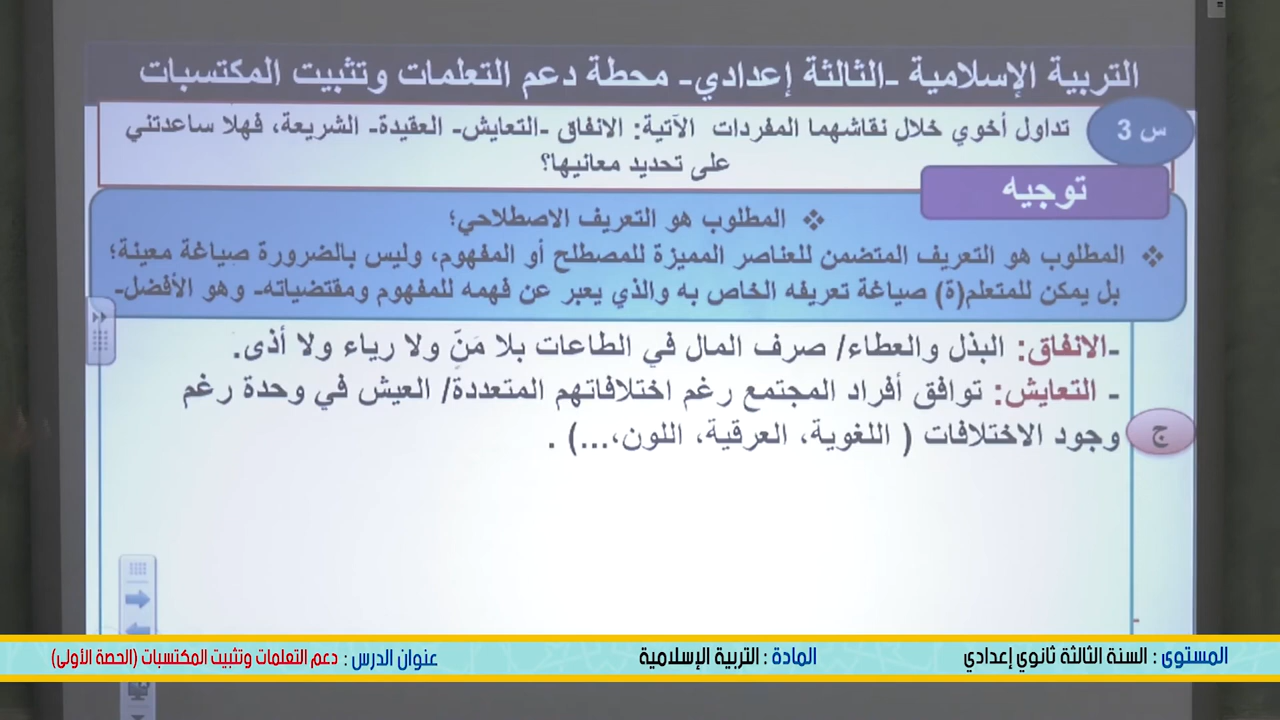 التربية الإسلامية -الثالثة إعدادي- محطة دعم التعلمات وتثبيت المكتسبات
س 3
تداول أخوي خلال نقاشهما المفردات الآتية: الانفاق -التعايش- العقيدة- الشريعة، فهلا ساعدتني
على تحديد معانيها؟
توجيه
❖ المطلوب هو التعريف الاصطلاحي؛
❖ المطلوب هو التعريف المتضمن للعناصر المميزة للمصطلح أو المفهوم، وليس بالضرورة صياغة معينة؛
بل يمكن للمتعلم(ة) صياغة تعريفه الخاص به والذي يعبر عن فهمه للمفهوم ومقتضياته- وهو الأفضل-
-الانفاق: البذل والعطاء/ صرف المال في الطاعات بلا مَنّ ولا رياء ولا أذى.
- التعايش: توافق أفراد المجتمع رغم اختلافاتهم المتعددة/ العيش في وحدة رغم
وجود الاختلافات ( اللغوية، العرقية، اللون،...) .
ج
المستوى : السنة الثالثة ثانوي إعدادي
المادة : التربية الإسلامية
عنوان الدرس : دعم التعلمات وتثبيت المكتسبات (الحصة الأولى)